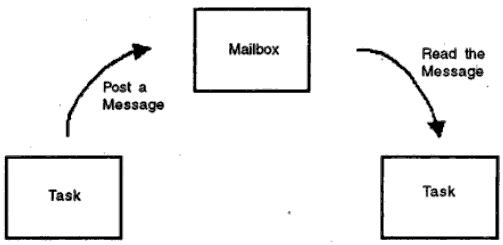 Mailbox
Post a
Message
Read the
Message
Task
Task